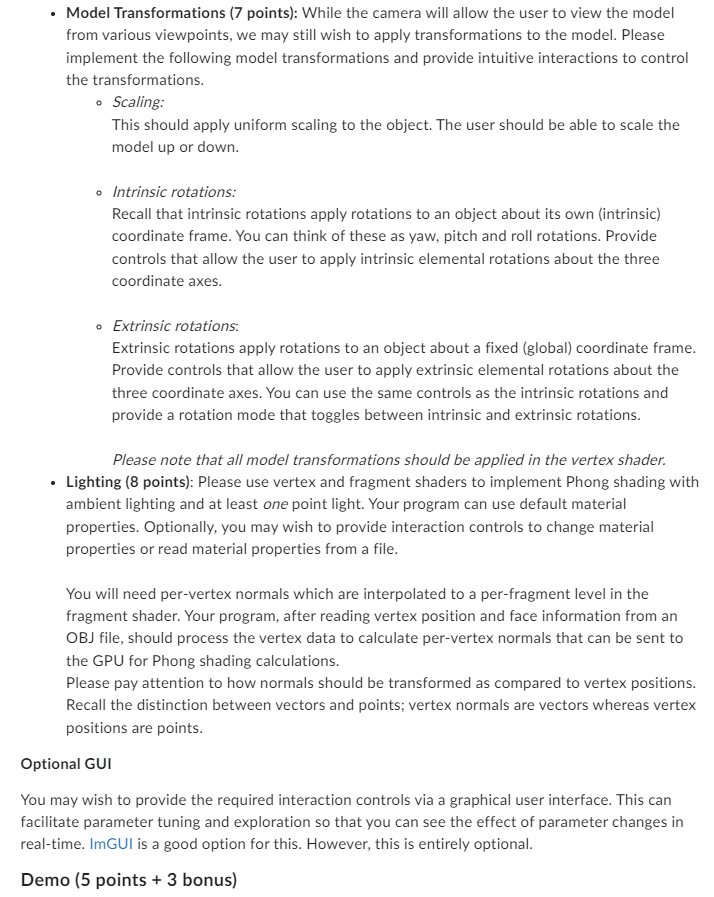 • Model Transformations (7 points): While the camera will allow the user to view the model
from various viewpoints, we may still wish to apply transformations to the model. Please
implement the following model transformations and provide intuitive interactions to control
the transformations.
◦ Scaling:
This should apply uniform scaling to the object. The user should be able to scale the
model up or down.
◦ Intrinsic rotations:
Recall that intrinsic rotations apply rotations to an object about its own (intrinsic)
coordinate frame. You can think of these as yaw, pitch and roll rotations. Provide
controls that allow the user to apply intrinsic elemental rotations about the three
coordinate axes.
◦ Extrinsic rotations:
Extrinsic rotations apply rotations to an object about a fixed (global) coordinate frame.
Provide controls that allow the user to apply extrinsic elemental rotations about the
three coordinate axes. You can use the same controls as the intrinsic rotations and
provide a rotation mode that toggles between intrinsic and extrinsic rotations.
Please note that all model transformations should be applied in the vertex shader.
• Lighting (8 points): Please use vertex and fragment shaders to implement Phong shading with
ambient lighting and at least one point light. Your program can use default material
properties. Optionally, you may wish to provide interaction controls to change material
properties or read material properties from a file.
You will need per-vertex normals which are interpolated to a per-fragment level in the
fragment shader. Your program, after reading vertex position and face information from an
OBJ file, should process the vertex data to calculate per-vertex normals that can be sent to
the GPU for Phong shading calculations.
Please pay attention to how normals should be transformed as compared to vertex positions.
Recall the distinction between vectors and points; vertex normals are vectors whereas vertex
positions are points.
Optional GUI
You may wish to provide the required interaction controls via a graphical user interface. This can
facilitate parameter tuning and exploration so that you can see the effect of parameter changes in
real-time. ImGUI is a good option for this. However, this is entirely optional.
Demo (5 points + 3 bonus)